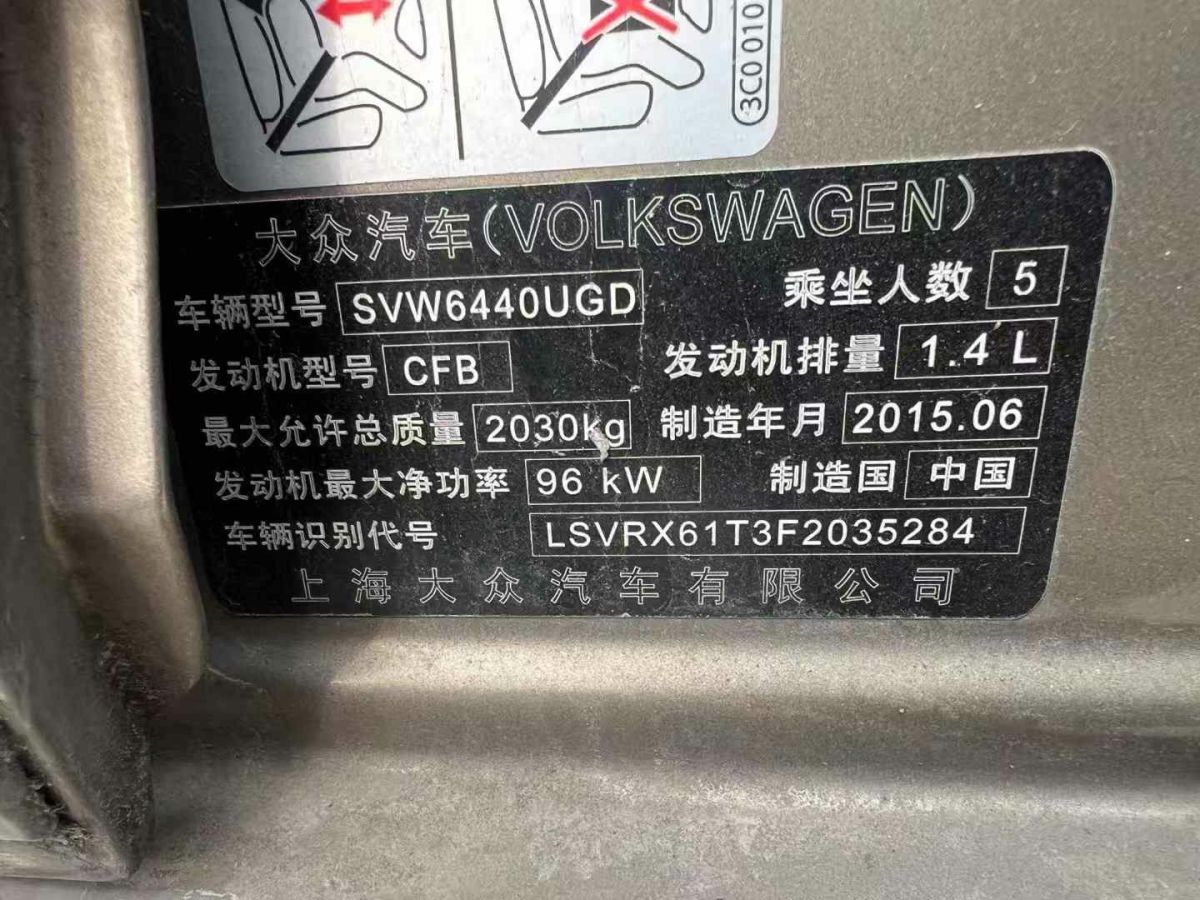 3C0 010
大众汽车(VOLKSWAGEN)
车辆型号 SVW6440UGD 乘坐人数 5
发动机型号 CFB 发动机排量 1.4 L
最大允许总质量 2030kg 制造年月 2015.06
发动机最大净功率 96 kW 制造国 中国
车辆识别代号 LSVRX61T3F2035284
上海大众汽车有限公司